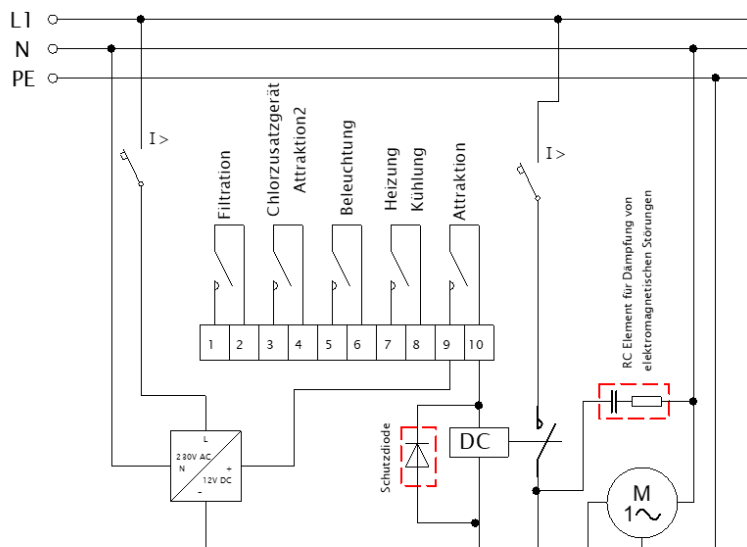 L1
N
PE
I >
I >
Filtration
Chlorzusatzgerät
Attraktion2
Beleuchtung
Heizung
Kühlung
Attraktion
RC Element für Dämpfung von
elektromagnetischen Störungen
1 2 3 4 5 6 7 8 9 10
Schutzdiode
DC
L
230V AC
N +
12V DC
–
M
1~